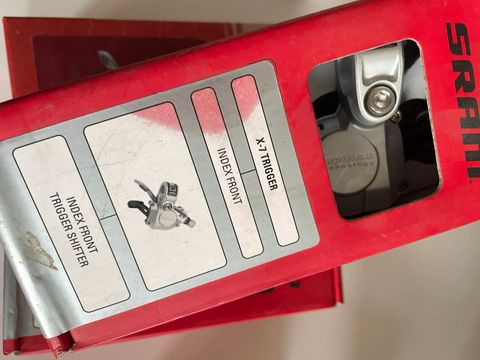 SRAM
X-7 TRIGGER
INDEX FRONT
INDEX FRONT
TRIGGER SHIFTER